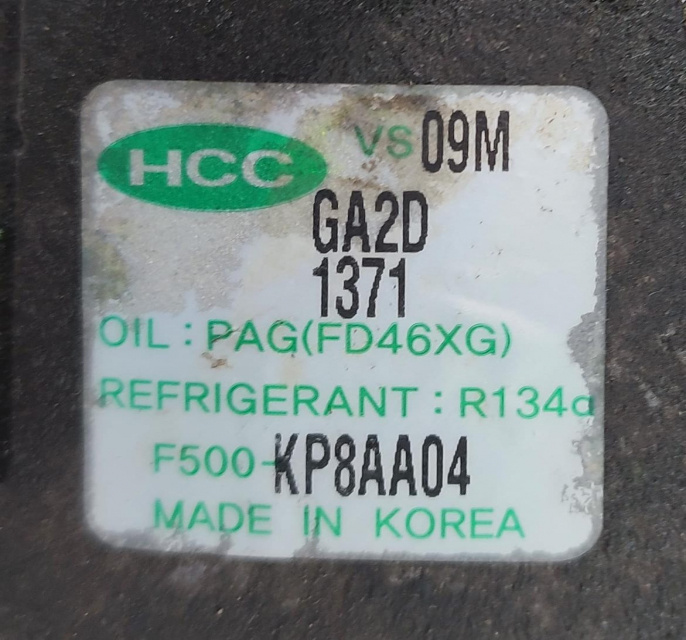 HCC VS 09M
GA2D
1371
OIL : PAG(FD46XG)
REFRIGERANT : R134a
F500-KP8AA04
MADE IN KOREA